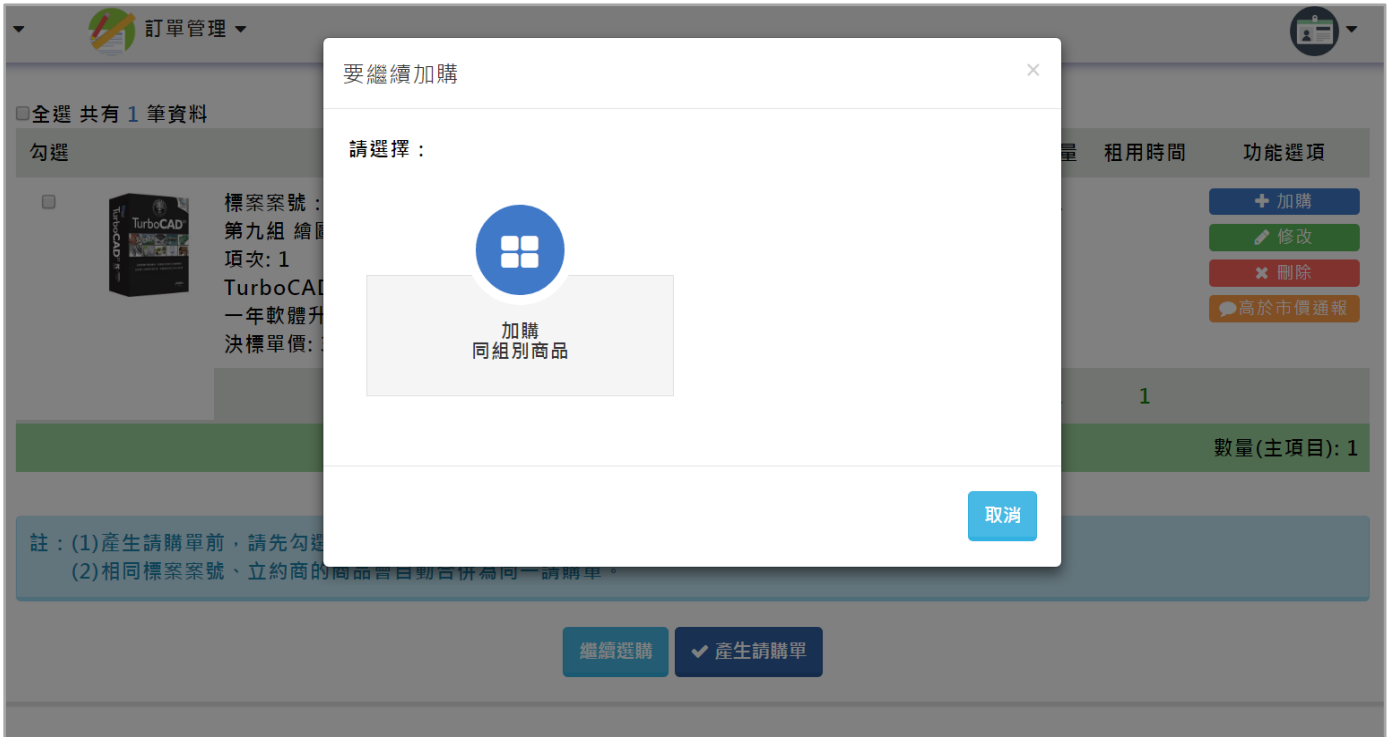 訂單管理
要繼續加購
×
全選 共有 1 筆資料
請選擇：
勾選
租用時間
功能選項
TurboCAD
TurboCAD
標案案號：
第九組 繪
項次: 1
TurboCAD
一年軟體升
決標單價:
加購
修改
刪除
高於市價通報
加購
同組別商品
1
數量(主項目): 1
取消
註：(1)產生請購單前，請先勾選
(2)相同標案案號、立約商的商品會自動合併為同一請購單。
繼續選購
產生請購單